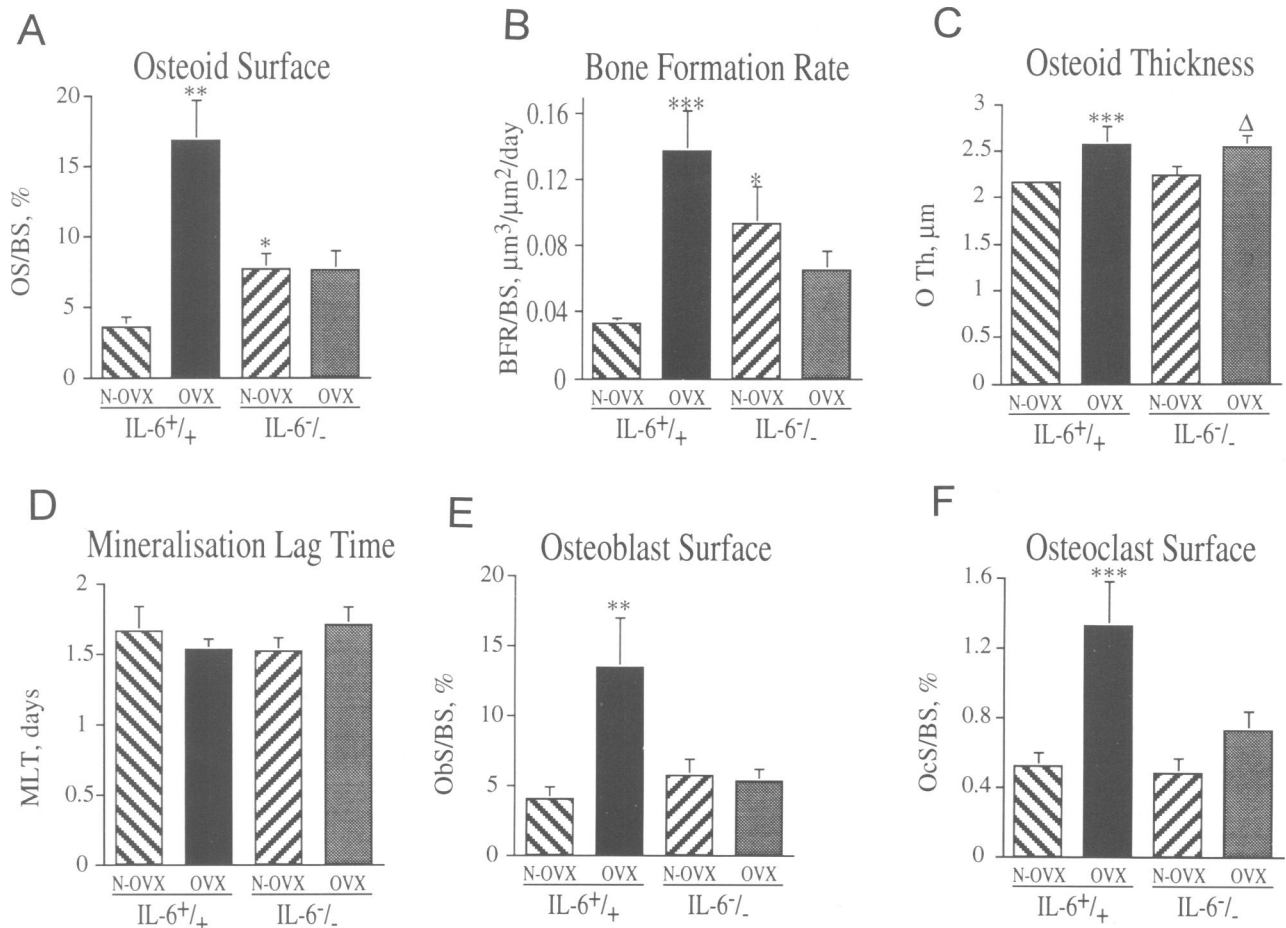 A
Osteoid Surface
OS/BS, %
20
15
10
5
0
**
*
N-OVX OVX N-OVX OVX
IL-6⁺/₊ IL-6⁻/₋
B
Bone Formation Rate
BFR/BS, µm³/µm²/day
0.16
0.12
0.08
0.04
0
***
*
N-OVX OVX N-OVX OVX
IL-6⁺/₊ IL-6⁻/₋
C
Osteoid Thickness
O Th, µm
3
2.5
2
1.5
1
0.5
0
***
Δ
N-OVX OVX N-OVX OVX
IL-6⁺/₊ IL-6⁻/₋
D
Mineralisation Lag Time
MLT, days
2
1.5
1
0.5
0
N-OVX OVX N-OVX OVX
IL-6⁺/₊ IL-6⁻/₋
E
Osteoblast Surface
ObS/BS, %
20
15
10
5
0
**
N-OVX OVX N-OVX OVX
IL-6⁺/₊ IL-6⁻/₋
F
Osteoclast Surface
OcS/BS, %
1.6
1.2
0.8
0.4
0
***
N-OVX OVX N-OVX OVX
IL-6⁺/₊ IL-6⁻/₋